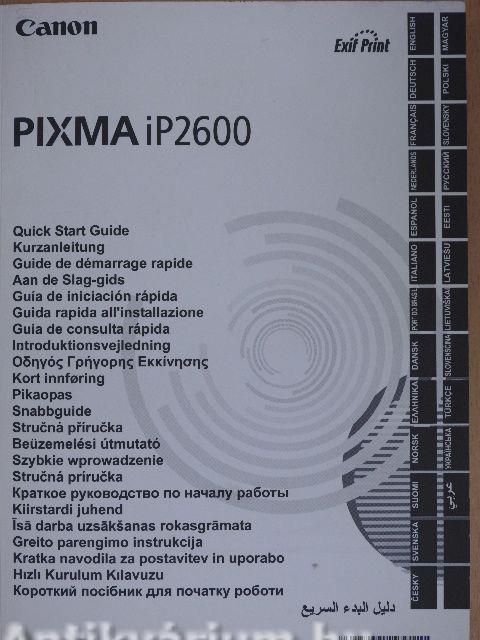 Canon
Exif Print
PIXMA iP2600
Quick Start Guide
Kurzanleitung
Guide de démarrage rapide
Aan de Slag-gids
Guía de iniciación rápida
Guida rapida all'installazione
Guia de consulta rápida
Introduktionsvejledning
Οδηγός Γρήγορης Εκκίνησης
Kort innføring
Pikaopas
Snabbguide
Stručná příručka
Beüzemelési útmutató
Szybkie wprowadzenie
Stručná príručka
Краткое руководство по началу работы
Kiirstardi juhend
Īsā darba uzsākšanas rokasgrāmata
Greito parengimo instrukcija
Kratka navodila za postavitev in uporabo
Hızlı Kurulum Kılavuzu
Короткий посібник для початку роботи
دليل البدء السريع
ENGLISH
DEUTSCH
FRANÇAIS
NEDERLANDS
ESPAÑOL
ITALIANO
PORT DO BRASIL
DANSK
ΕΛΛΗΝΙΚΑ
NORSK
SUOMI
SVENSKA
ČESKY
MAGYAR
POLSKI
SLOVENSKY
РУССКИЙ
EESTI
LATVIEŠU
LIETUVIŠKAI
SLOVENŠČINA
TÜRKÇE
УКРАЇНСЬКА
عربي
Antikvárium.hu